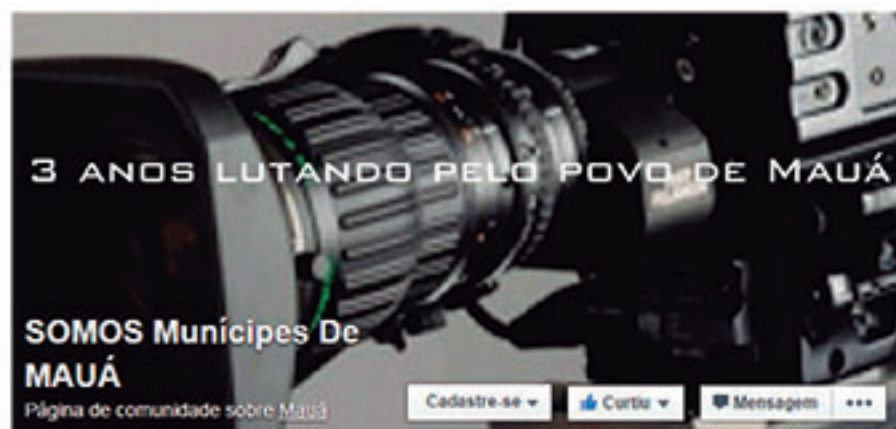 3 ANOS LUTANDO PELO POVO DE MAUÁ
SOMOS Munícipes De
MAUÁ
Página de comunidade sobre Mauá
Cadastre-se
Curtiu
Mensagem